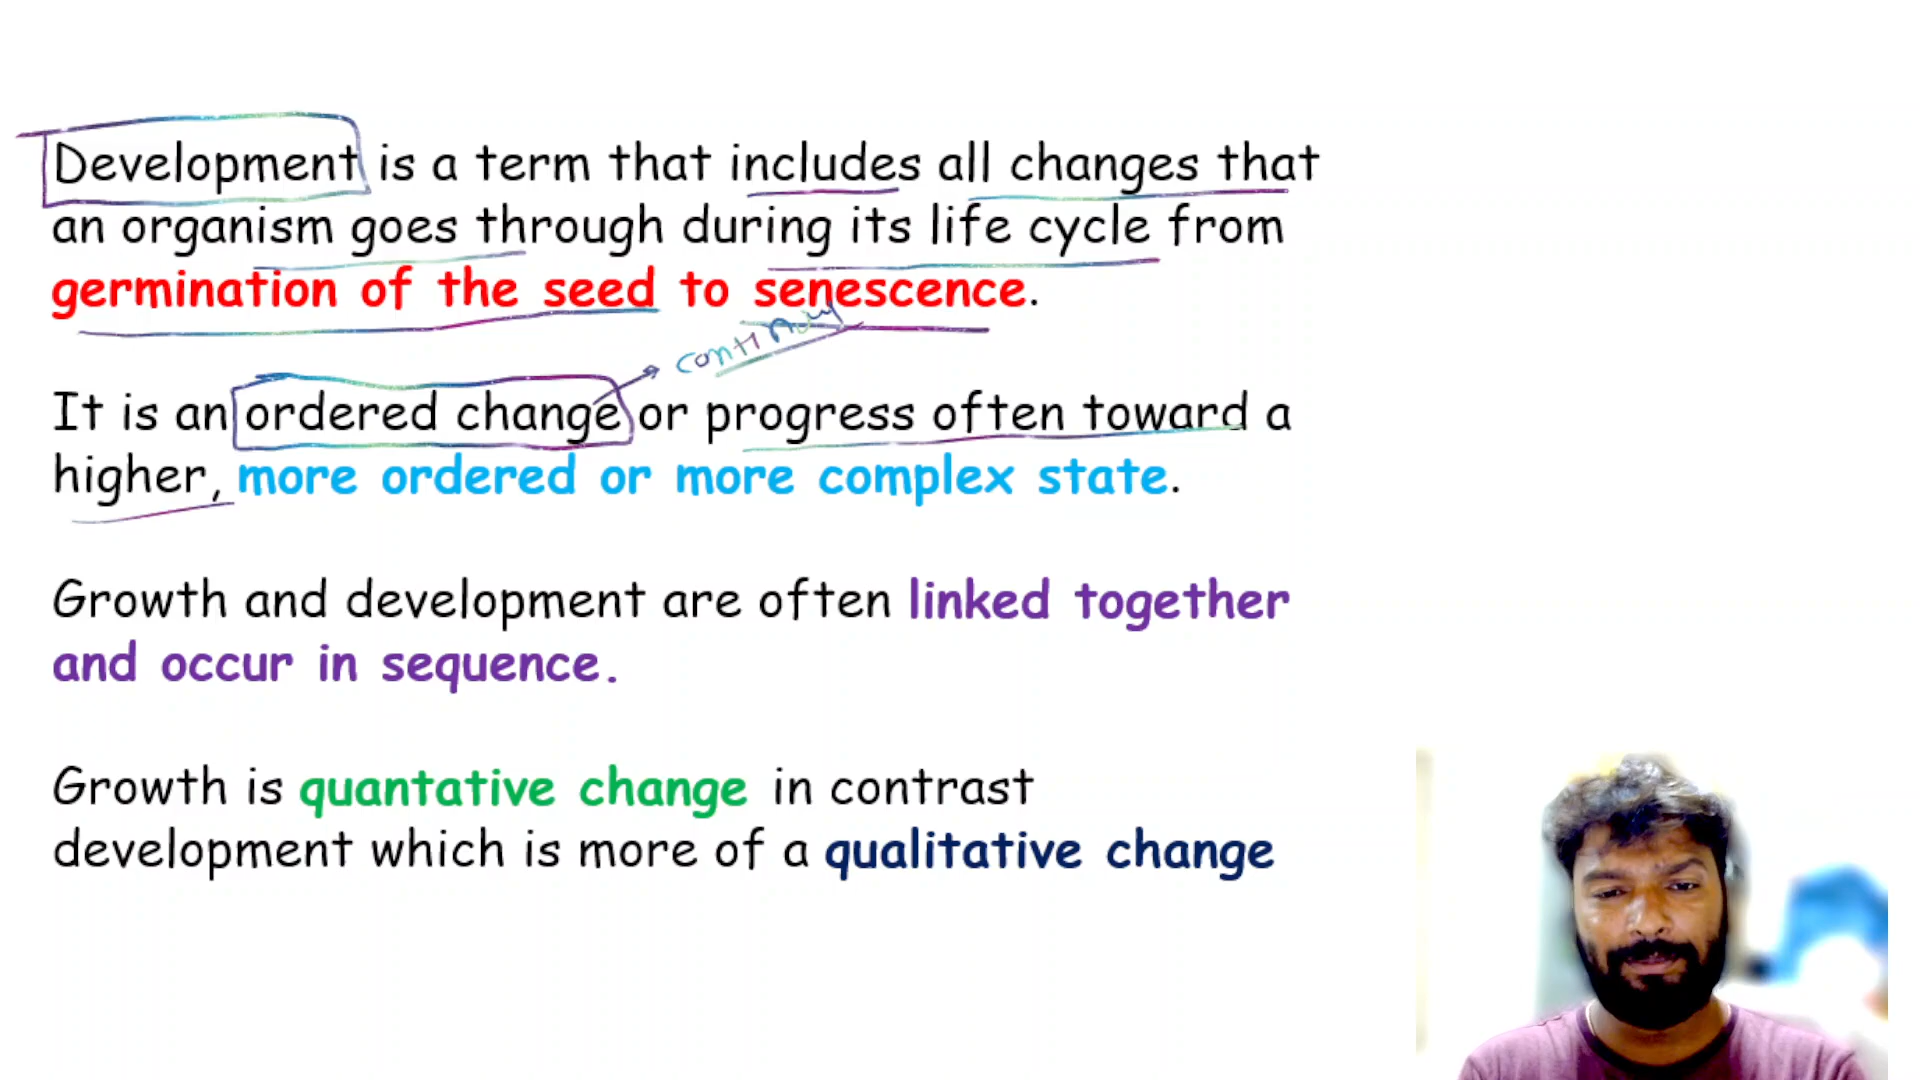 Development is a term that includes all changes that
an organism goes through during its life cycle from
germination of the seed to senescence.
It is an ordered change or progress often toward a
higher, more ordered or more complex state.
Growth and development are often linked together
and occur in sequence.
Growth is quantative change in contrast
development which is more of a qualitative change